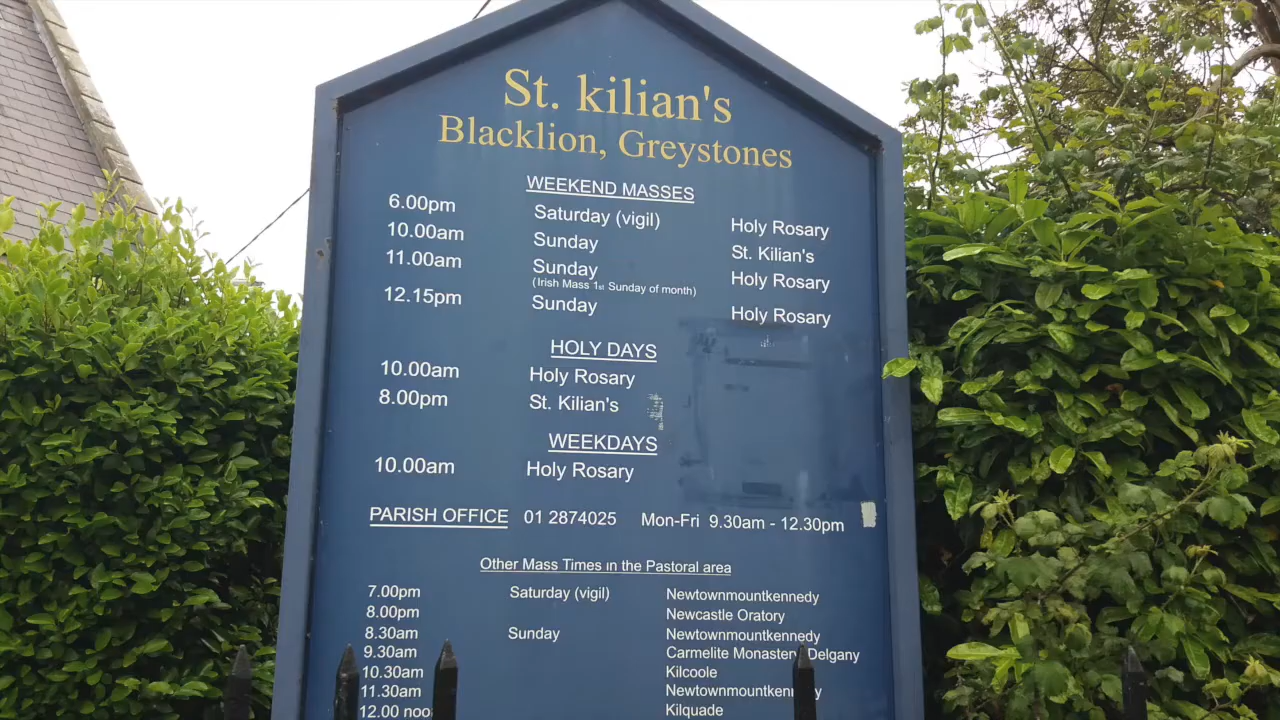 St. kilian's
Blacklion, Greystones
WEEKEND MASSES
6.00pm Saturday (vigil) Holy Rosary
10.00am Sunday St. Kilian's
11.00am Sunday Holy Rosary
(Irish Mass 1st Sunday of month)
12.15pm Sunday Holy Rosary
HOLY DAYS
10.00am Holy Rosary
8.00pm St. Kilian's
WEEKDAYS
10.00am Holy Rosary
PARISH OFFICE 01 2874025 Mon-Fri 9.30am - 12.30pm
Other Mass Times in the Pastoral area
7.00pm Saturday (vigil) Newtownmountkennedy
8.00pm Newcastle Oratory
8.30am Sunday Newtownmountkennedy
9.30am Carmelite Monastery Delgany
10.30am Kilcoole
11.30am Newtownmountkennedy
12.00 noon Kilquade